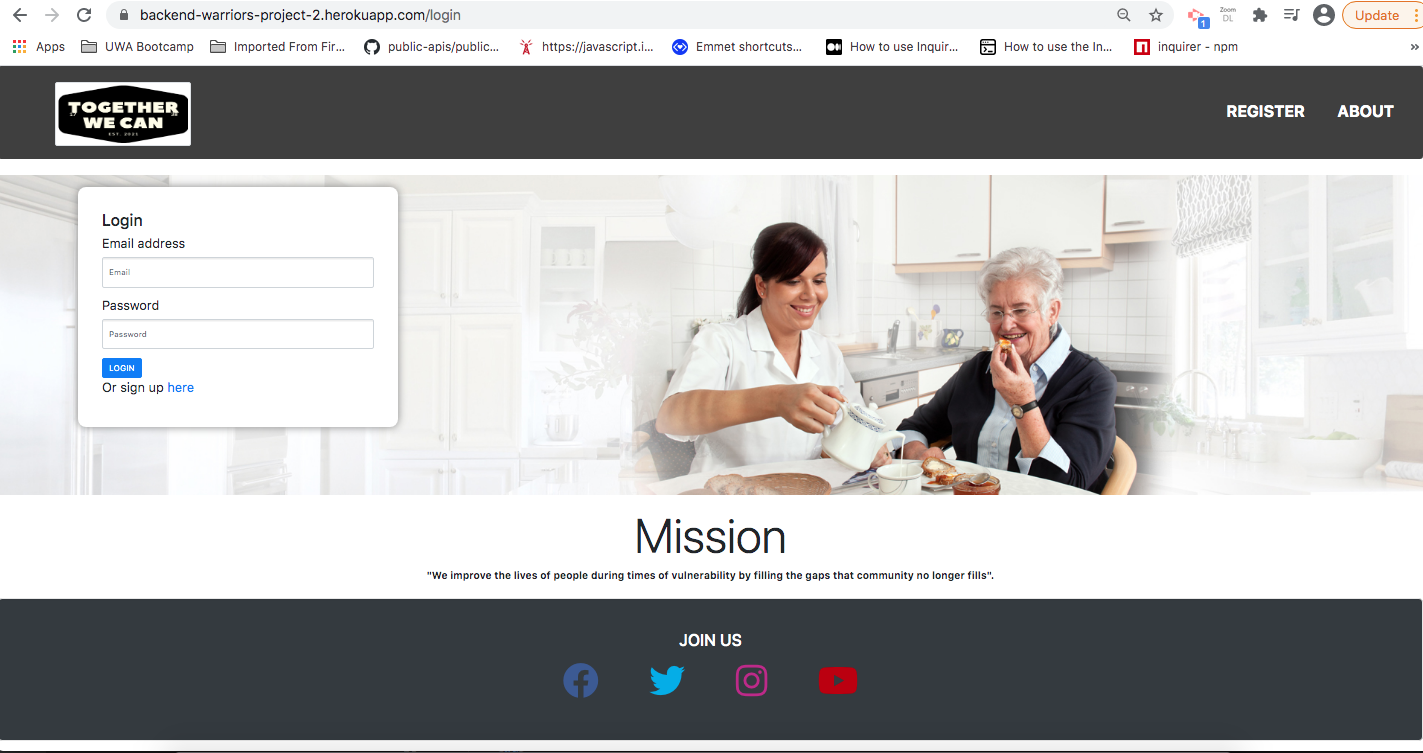 backend-warriors-project-2.herokuapp.com/login
Zoom
DL
1
Update
Apps
UWA Bootcamp
Imported From Fir...
public-apis/public...
https://javascript.i...
Emmet shortcuts...
How to use Inquir...
How to use the In...
inquirer - npm
»
TOGETHER
WE CAN
EST. 2021
REGISTER
ABOUT
Login
Email address
Email
Password
Password
LOGIN
Or sign up here
Mission
"We improve the lives of people during times of vulnerability by filling the gaps that community no longer fills".
JOIN US